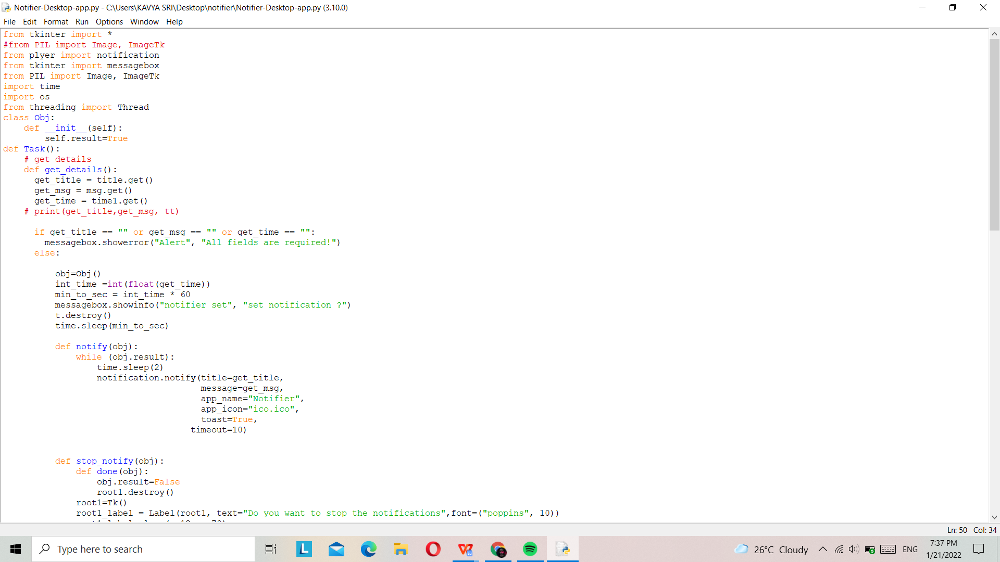 Notifier-Desktop-app.py - C:\Users\KAVYA SRI\Desktop\notifier\Notifier-Desktop-app.py (3.10.0)
File Edit Format Run Options Window Help
from tkinter import *
#from PIL import Image, ImageTk
from plyer import notification
from tkinter import messagebox
from PIL import Image, ImageTk
import time
import os
from threading import Thread
class Obj:
    def __init__(self):
        self.result=True
def Task():
    # get details
    def get_details():
      get_title = title.get()
      get_msg = msg.get()
      get_time = time1.get()
    # print(get_title,get_msg, tt)
      if get_title == "" or get_msg == "" or get_time == "":
        messagebox.showerror("Alert", "All fields are required!")
      else:
          obj=Obj()
          int_time =int(float(get_time))
          min_to_sec = int_time * 60
          messagebox.showinfo("notifier set", "set notification ?")
          t.destroy()
          time.sleep(min_to_sec)
          def notify(obj):
              while (obj.result):
                  time.sleep(2)
                  notification.notify(title=get_title,
                                      message=get_msg,
                                      app_name="Notifier",
                                      app_icon="ico.ico",
                                      toast=True,
                                    timeout=10)
          def stop_notify(obj):
              def done(obj):
                  obj.result=False
                  root1.destroy()
              root1=Tk()
              root1_label = Label(root1, text="Do you want to stop the notifications",font=("poppins", 10))
Ln: 50 Col: 34
Type here to search
L
26°C Cloudy
ENG
7:37 PM
1/21/2022